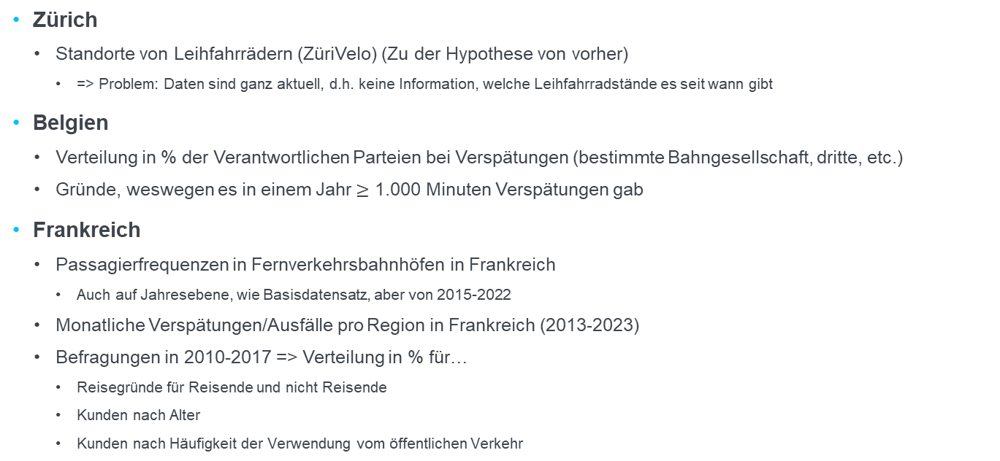 • Zürich
• Standorte von Leihfahrrädern (ZüriVelo) (Zu der Hypothese von vorher)
• => Problem: Daten sind ganz aktuell, d.h. keine Information, welche Leihfahrradstände es seit wann gibt
• Belgien
• Verteilung in % der Verantwortlichen Parteien bei Verspätungen (bestimmte Bahngesellschaft, dritte, etc.)
• Gründe, weswegen es in einem Jahr ≥ 1.000 Minuten Verspätungen gab
• Frankreich
• Passagierfrequenzen in Fernverkehrsbahnhöfen in Frankreich
• Auch auf Jahresebene, wie Basisdatensatz, aber von 2015-2022
• Monatliche Verspätungen/Ausfälle pro Region in Frankreich (2013-2023)
• Befragungen in 2010-2017 => Verteilung in % für…
• Reisegründe für Reisende und nicht Reisende
• Kunden nach Alter
• Kunden nach Häufigkeit der Verwendung vom öffentlichen Verkehr